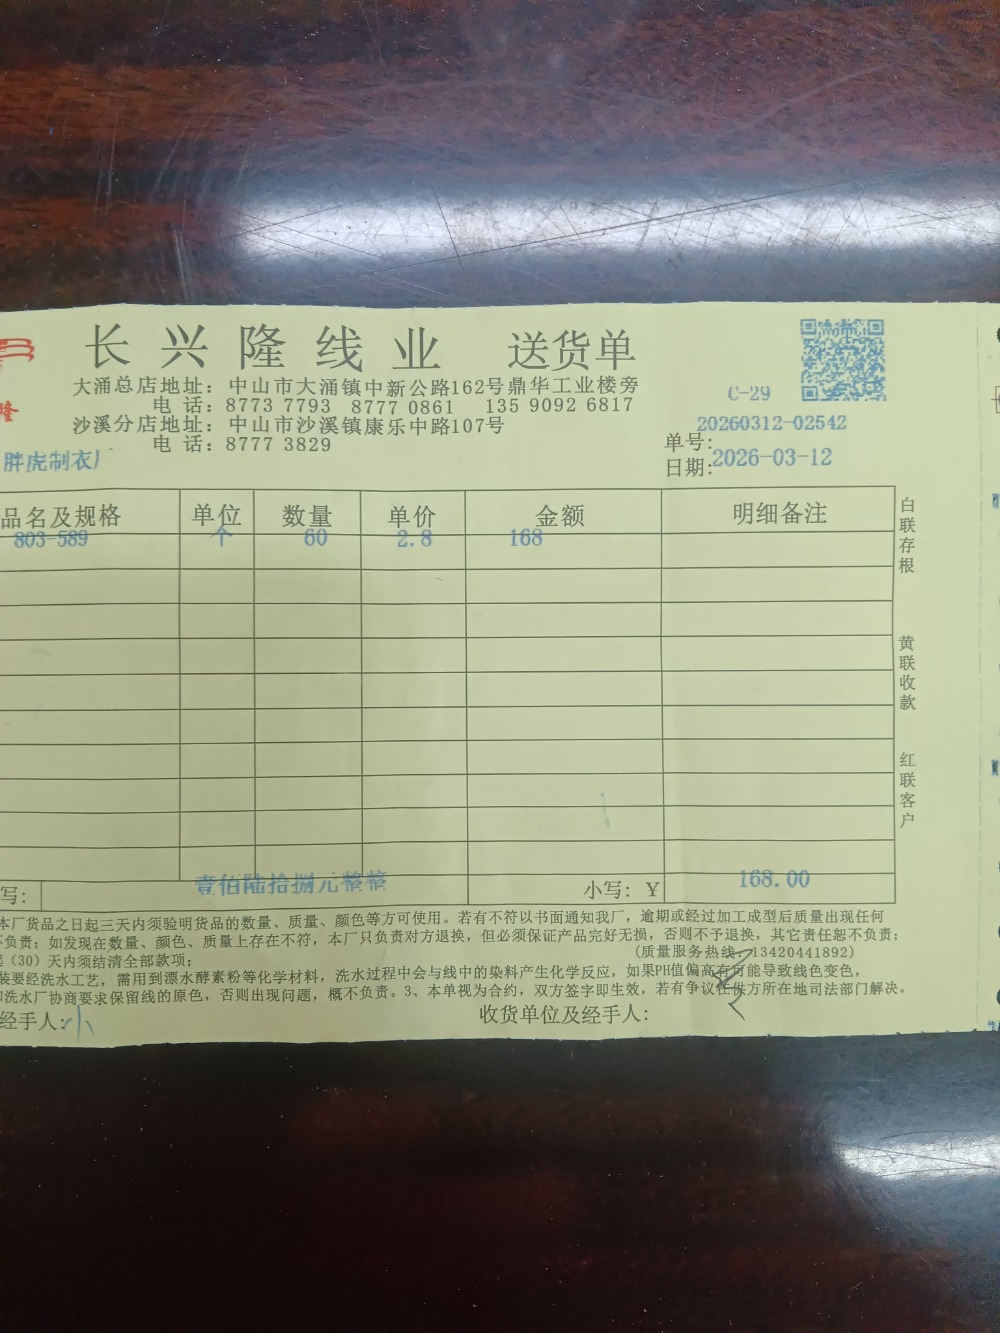 长兴隆线业 送货单
大涌总店地址：中山市大涌镇中新公路162号鼎华工业楼旁
电 话：8773 7793 8777 0861 135 9092 6817
沙溪分店地址：中山市沙溪镇康乐中路107号
电 话：8777 3829
隆
C-29
单号:20260312-02542
日期:2026-03-12
胖虎制衣厂
品名及规格 单位 数量 单价 金额 明细备注
803-589 个 60 2.8 168
白联存根
黄联收款
红联客户
写: 壹佰陆拾捌元整整 小写: ￥ 168.00
本厂货品之日起三天内须验明货品的数量、质量、颜色等方可使用。若有不符以书面通知我厂，逾期或经过加工成型后质量出现任何
不负责；如发现在数量、颜色、质量上存在不符，本厂只负责对方退换，但必须保证产品完好无损，否则不予退换，其它责任恕不负责；
(30）天内须结清全部款项； (质量服务热线: 13420441892)
装要经洗水工艺，需用到漂水酵素粉等化学材料，洗水过程中会与线中的染料产生化学反应，如果PH值偏高有可能导致线色变色，
和洗水厂协商要求保留线的原色，否则出现问题，概不负责。3、本单视为合约，双方签字即生效，若有争议在供方所在地司法部门解决。
经手人:小 收货单位及经手人: